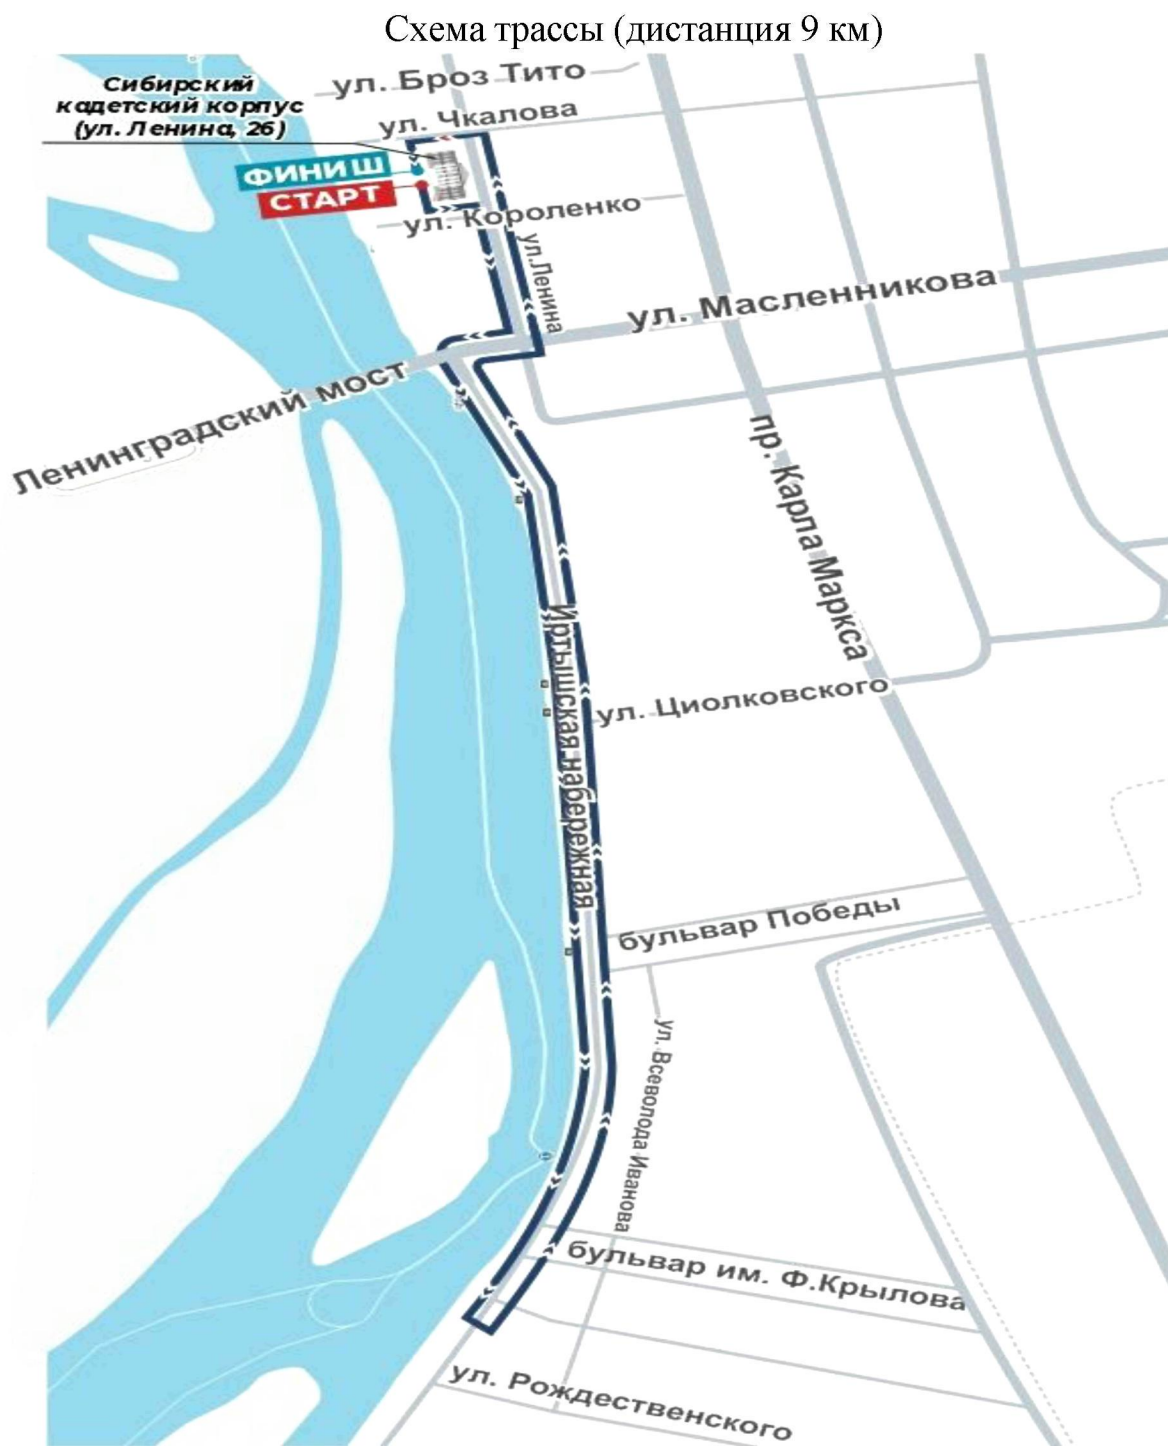 Схема трассы (дистанция 9 км)
ул. Броз Тито
Сибирский
кадетский корпус
(ул. Ленина, 26)
ул. Чкалова
ФИНИШ
СТАРТ
ул. Короленко
ул.Ленина
ул. Масленникова
Ленинградский мост
пр. Карла Маркса
Иртышская набережная
ул. Циолковского
бульвар Победы
ул. Всеволода Иванова
бульвар им. Ф.Крылова
ул. Рождественского